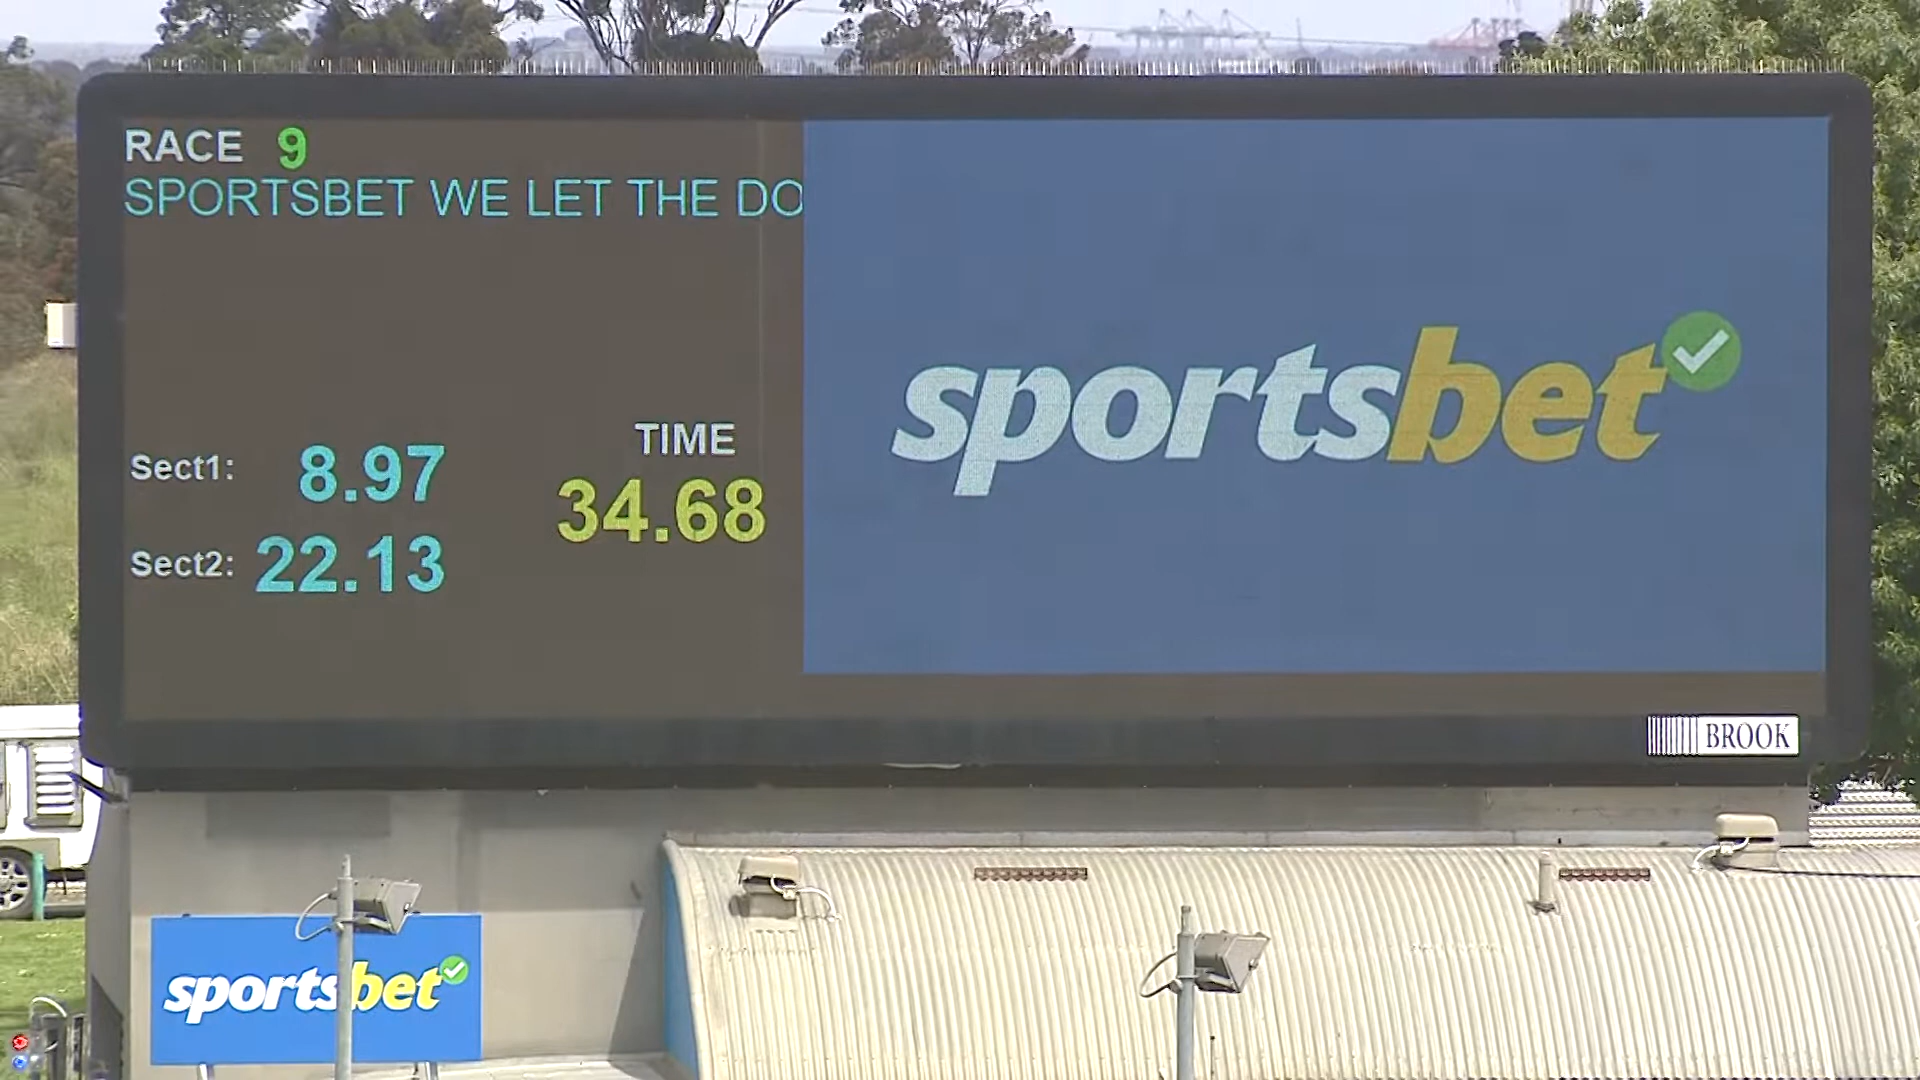 RACE 9
SPORTSBET WE LET THE DO
TIME
Sect1: 8.97
34.68
Sect2: 22.13
sportsbet
BROOK
sportsbet